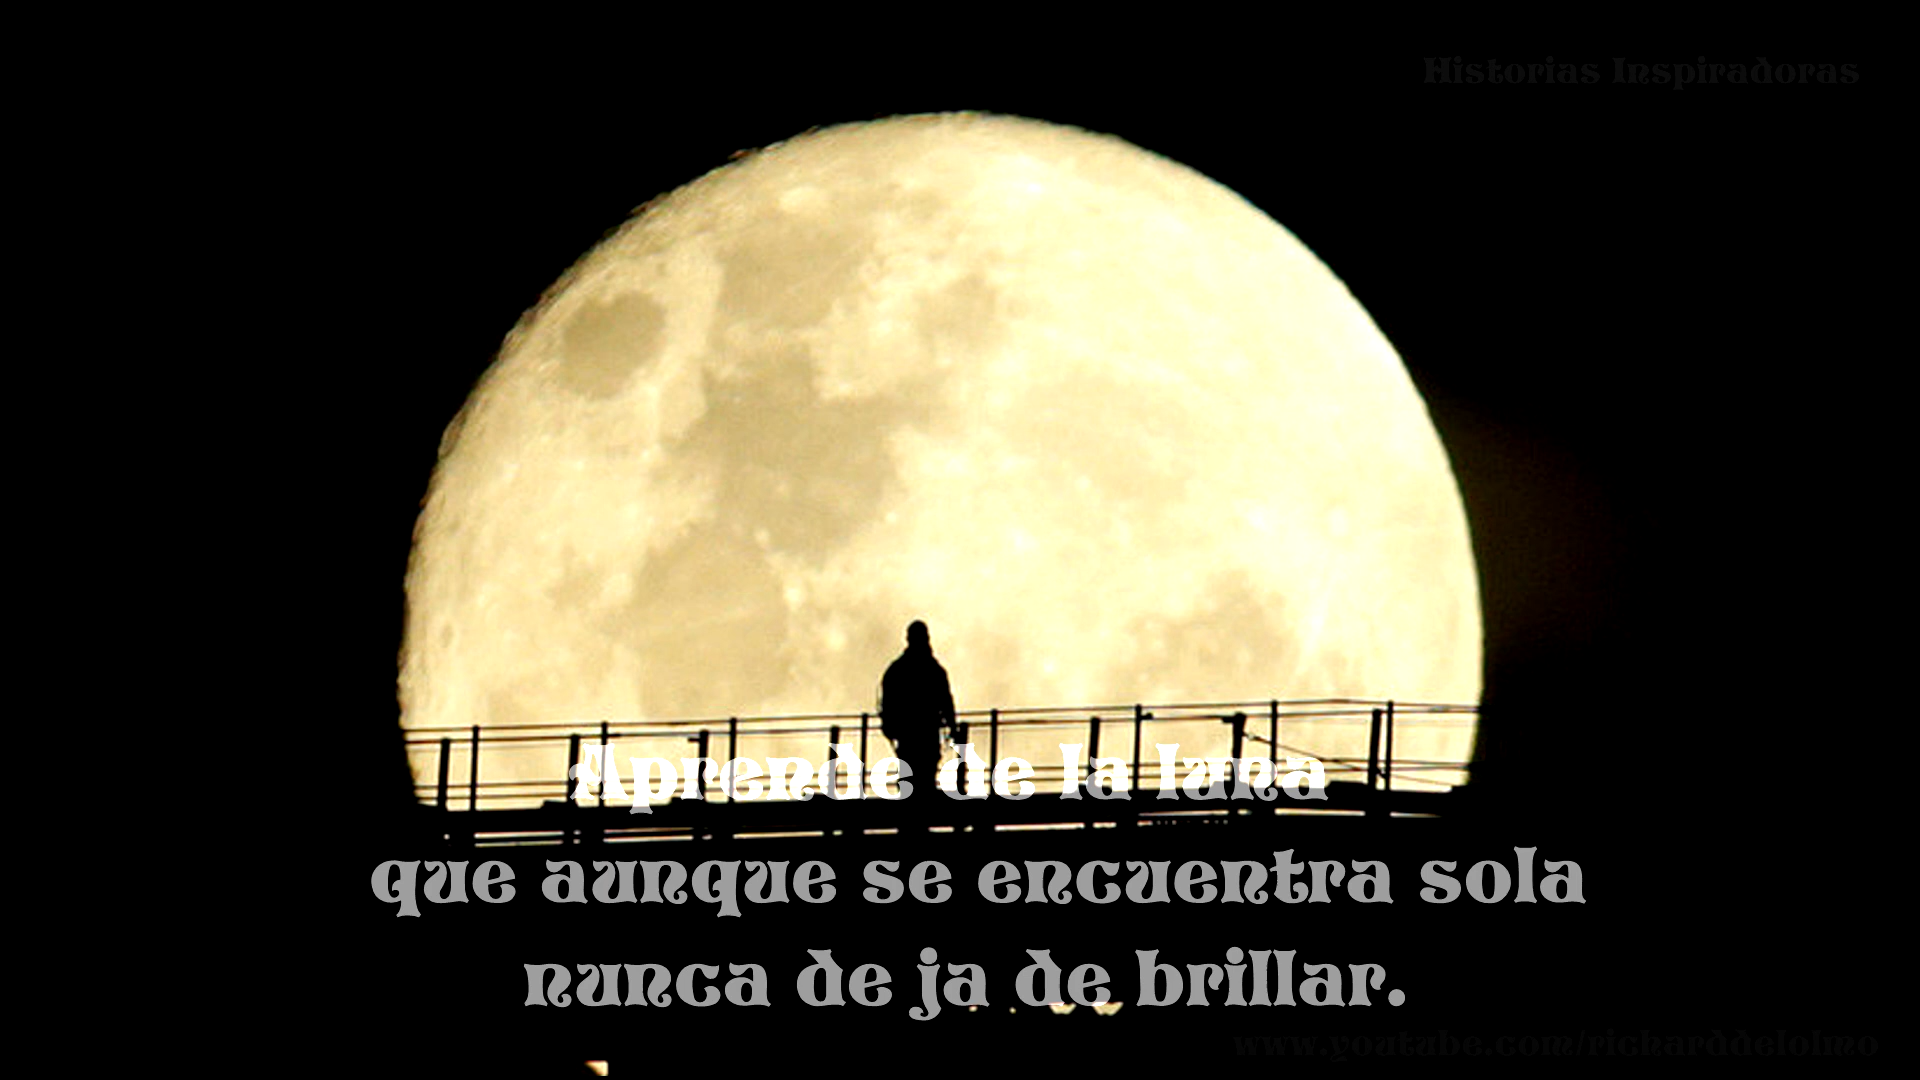 Historias Inspiradoras
Aprende de la luna
que aunque se encuentra sola
nunca de ja de brillar.
www.youtube.com/richarddelolmo